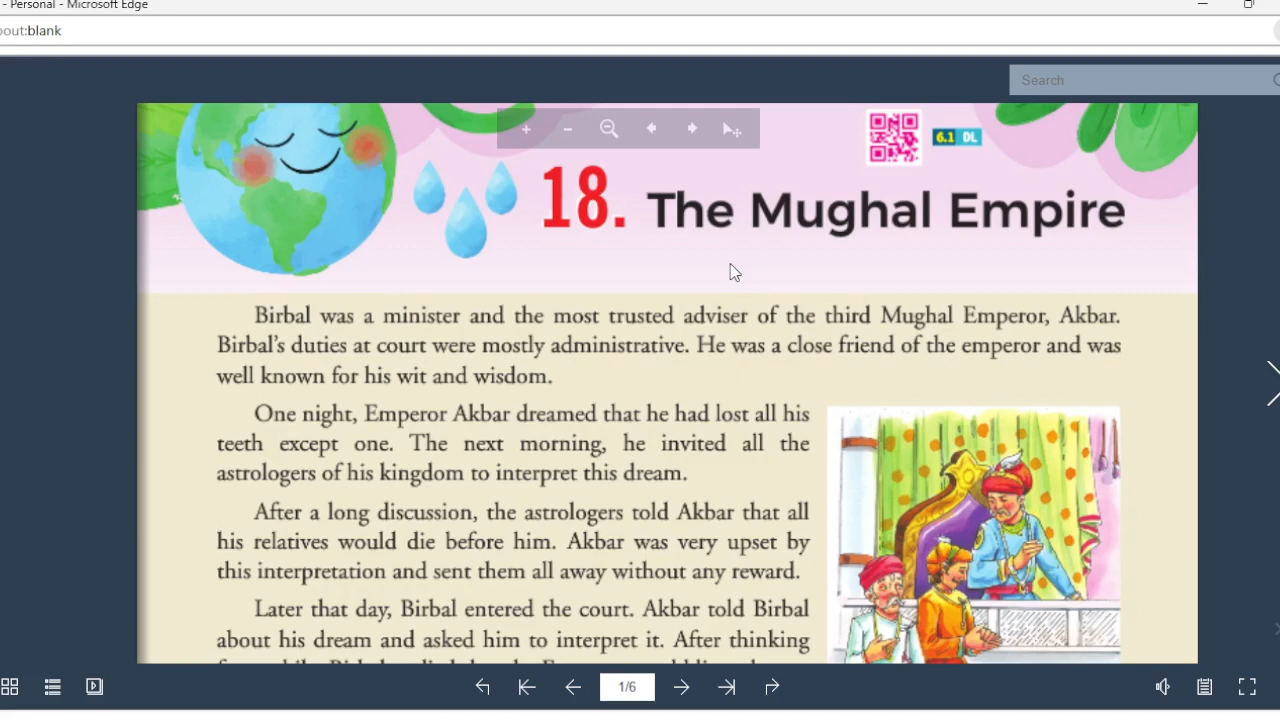 - Personal - Microsoft Edge
out:blank
Search
6.1 DL
18. The Mughal Empire
Birbal was a minister and the most trusted adviser of the third Mughal Emperor, Akbar.
Birbal's duties at court were mostly administrative. He was a close friend of the emperor and was
well known for his wit and wisdom.
One night, Emperor Akbar dreamed that he had lost all his
teeth except one. The next morning, he invited all the
astrologers of his kingdom to interpret this dream.
After a long discussion, the astrologers told Akbar that all
his relatives would die before him. Akbar was very upset by
this interpretation and sent them all away without any reward.
Later that day, Birbal entered the court. Akbar told Birbal
about his dream and asked him to interpret it. After thinking
1/6